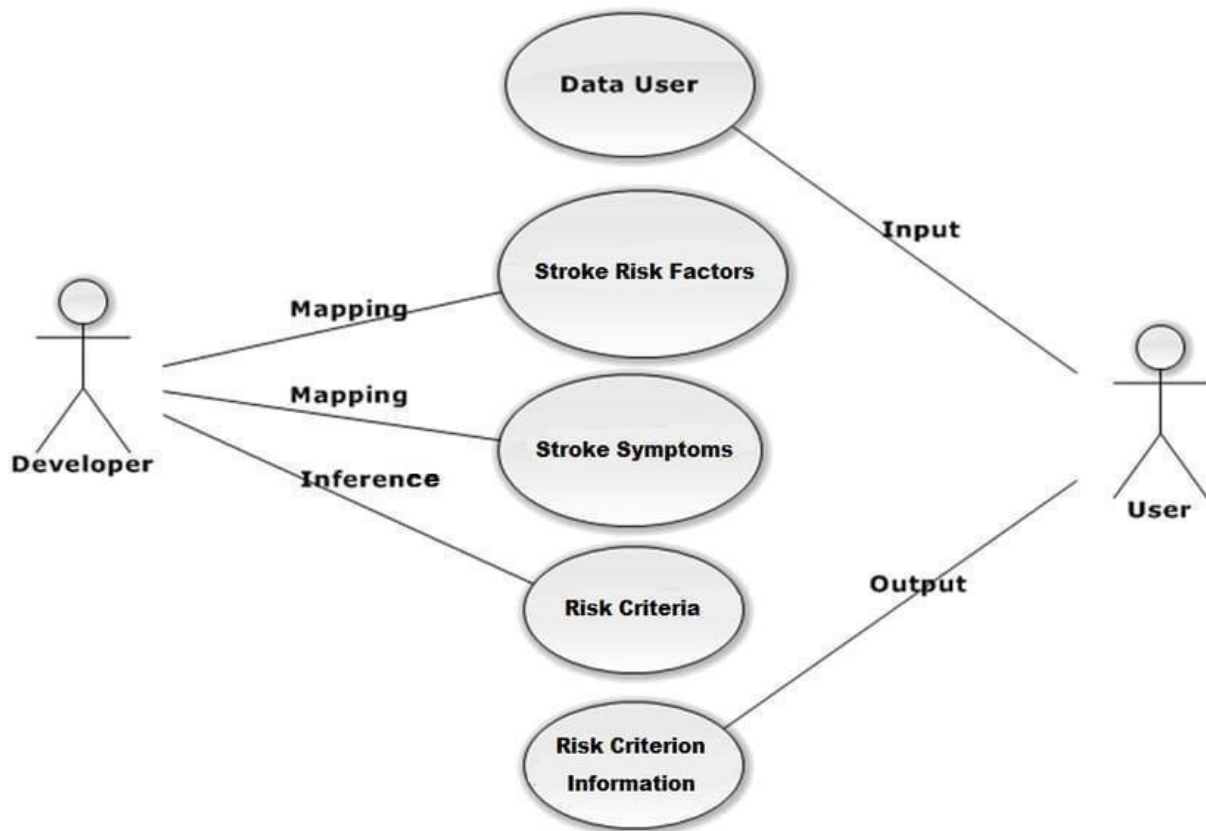 Data User
Input
Stroke Risk Factors
Mapping
Mapping
Developer
Stroke Symptoms
Inference
User
Output
Risk Criteria
Risk Criterion
Information